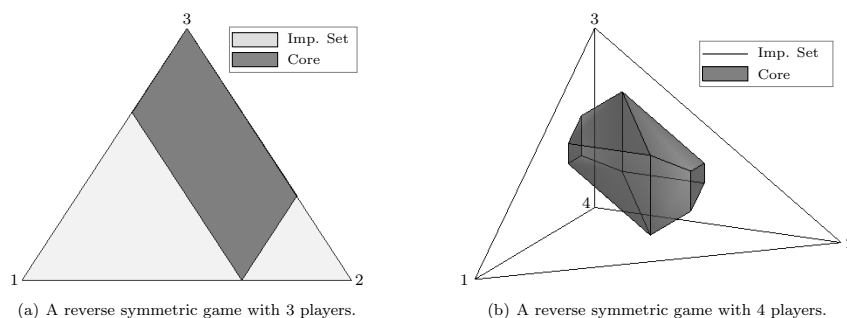 3
Imp. Set
Core
1
2
(a) A reverse symmetric game with 3 players.
3
Imp. Set
Core
4
2
1
(b) A reverse symmetric game with 4 players.